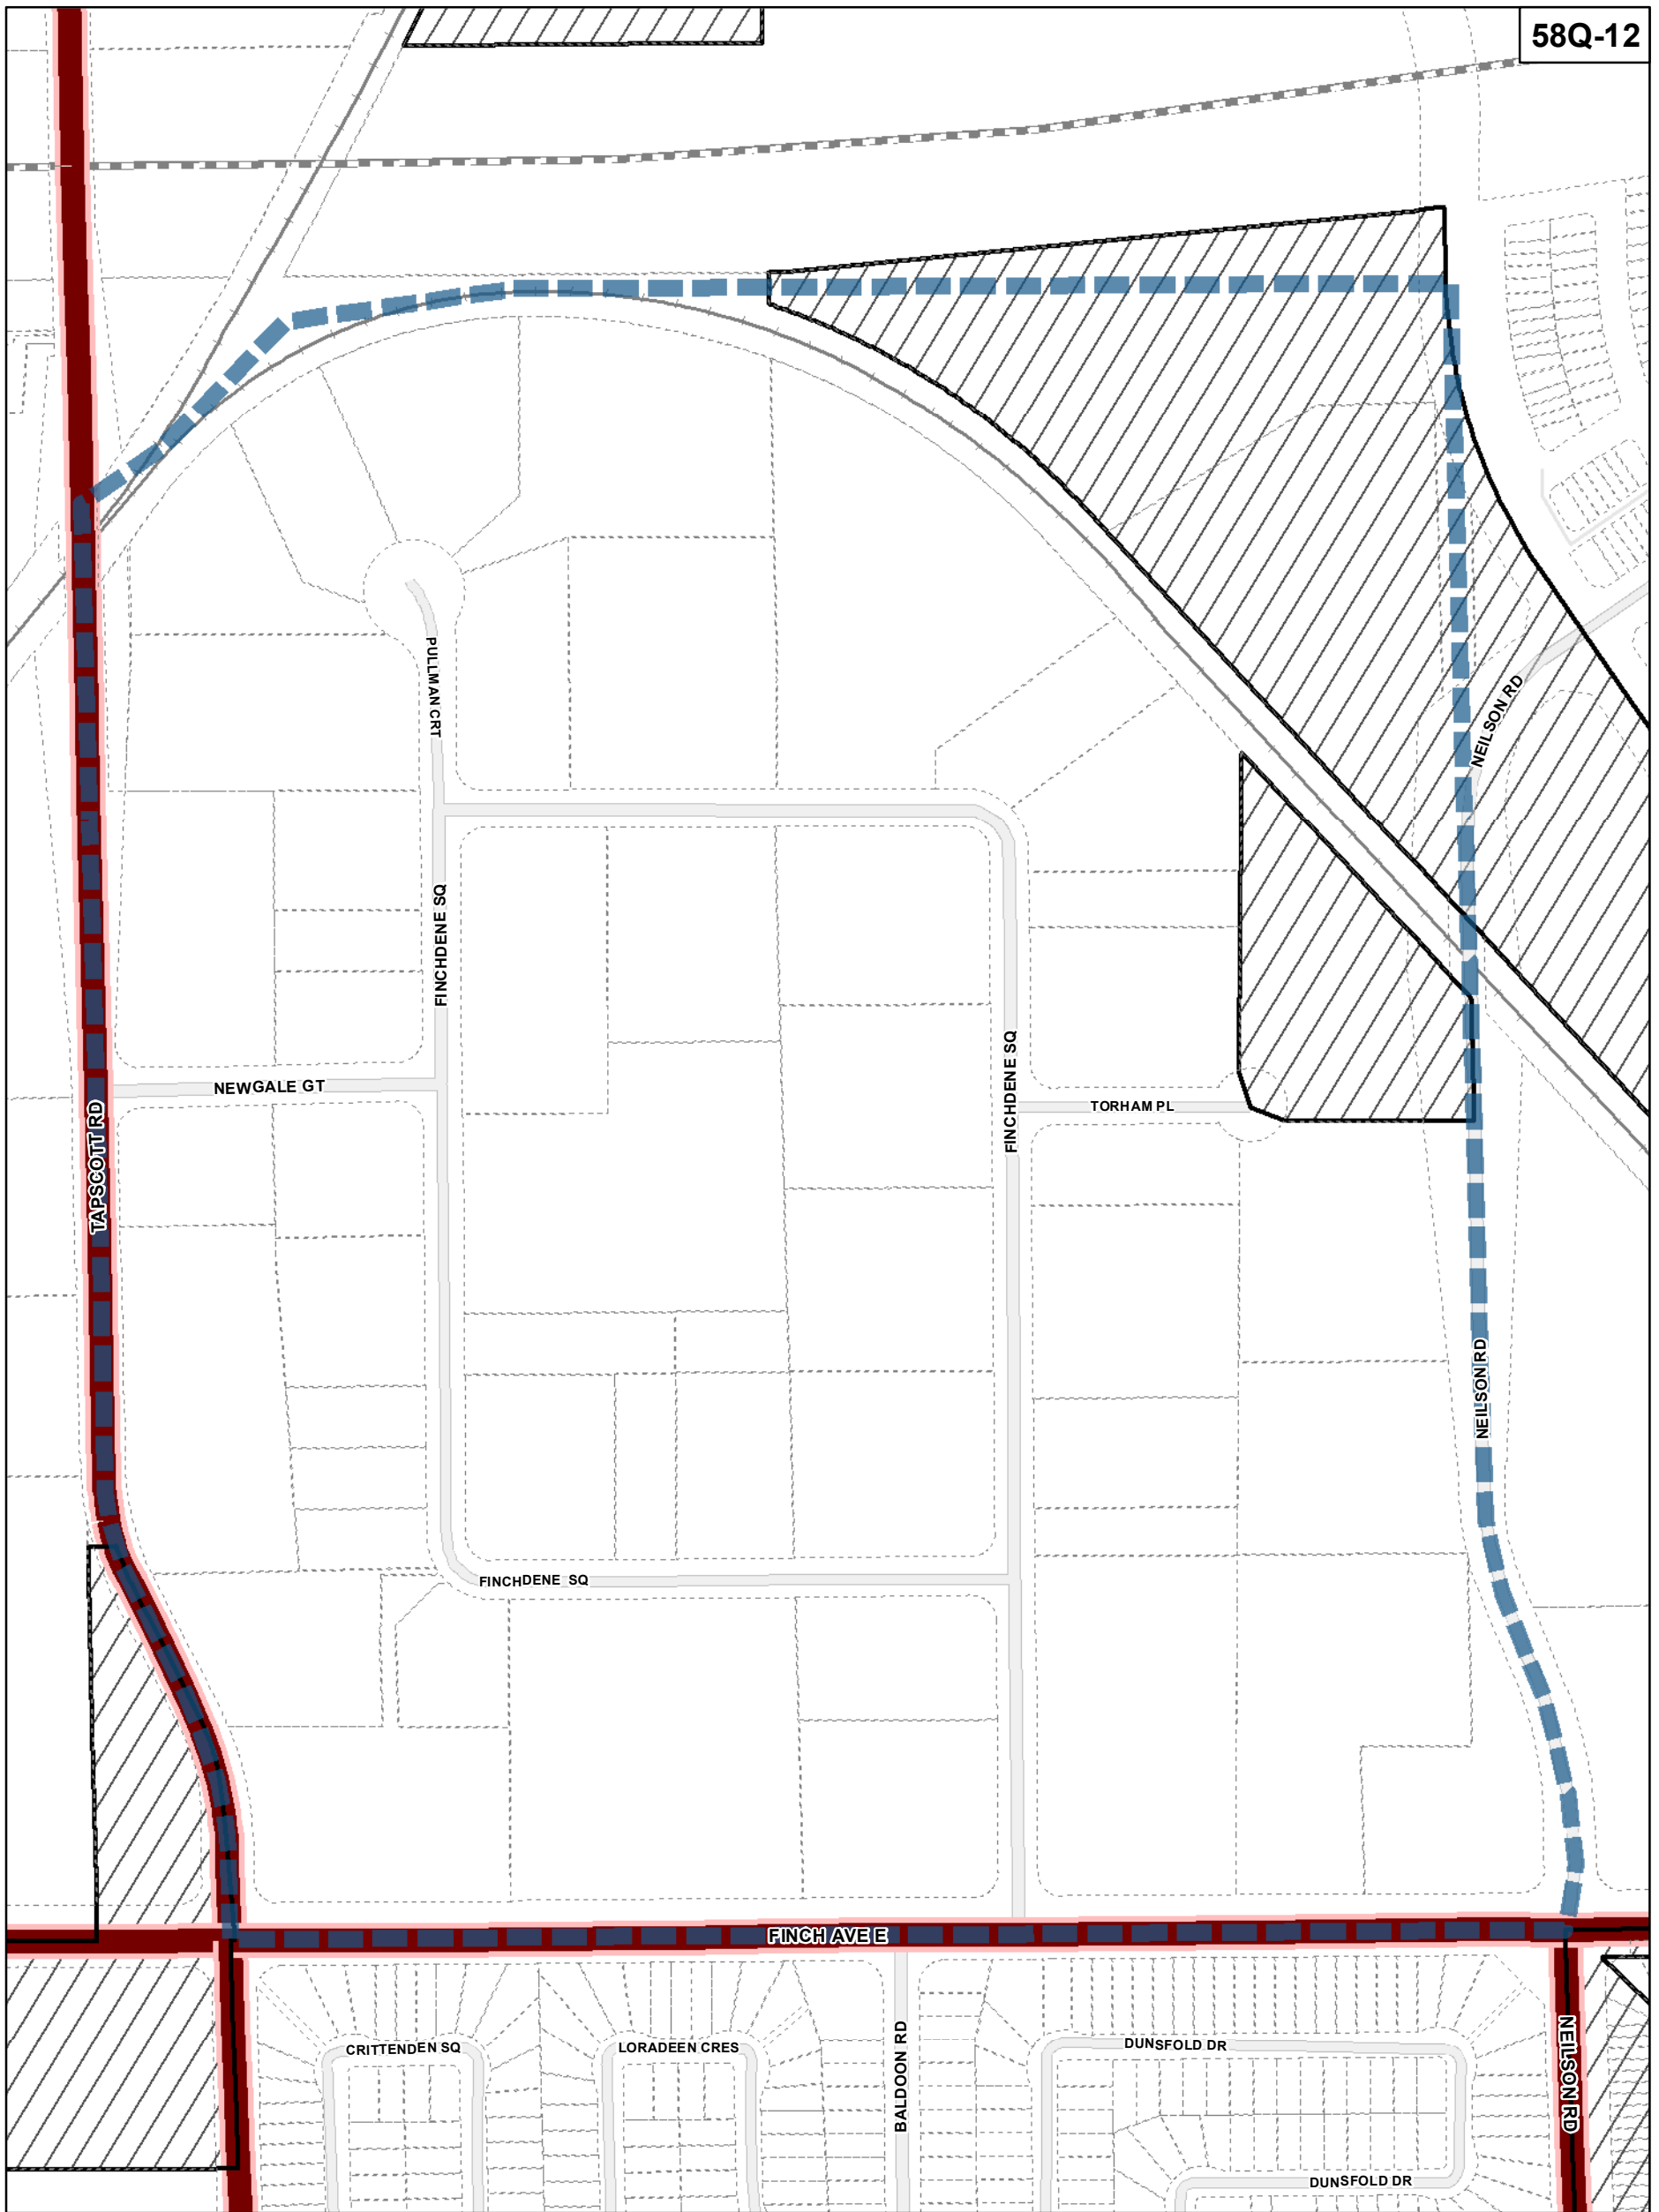 58Q-12
PULLMAN CRT
NEILSON RD
FINCHDENE SQ
FINCHDENE SQ
NEWGALE GT
TORHAM PL
TAPSCOTT RD
NEILSON RD
FINCHDENE SQ
FINCH AVE E
CRITTENDEN SQ
LORADEEN CRES
BALDOON RD
DUNSFOLD DR
NEILSON RD
DUNSFOLD DR